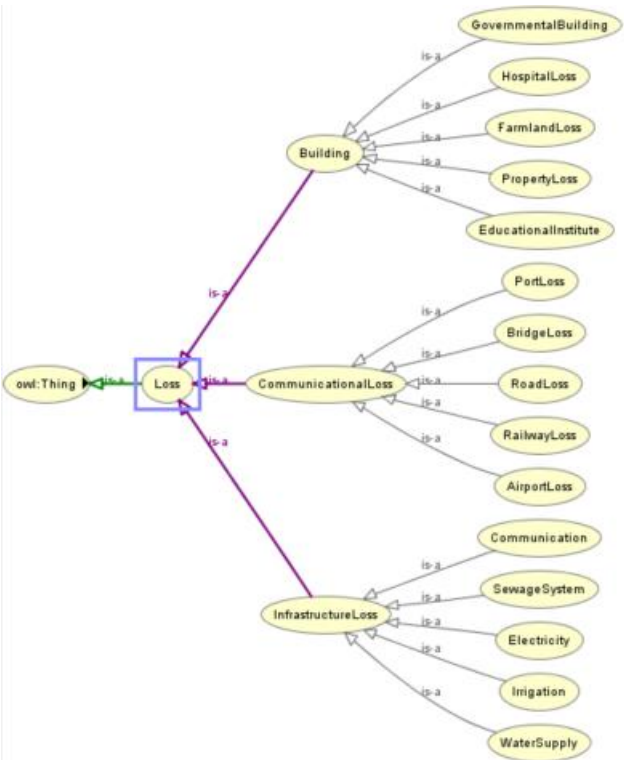 GovernmentalBuilding
is-a
HospitalLoss
is-a
FarmlandLoss
is-a
Building
is-a
PropertyLoss
is-a
EducationalInstitute
PortLoss
is-a
is-a
BridgeLoss
is-a
owl:Thing
is-a
Loss
is-a
CommunicationalLoss
is-a
RoadLoss
is-a
RailwayLoss
is-a
is-a
AirportLoss
Communication
is-a
SewageSystem
is-a
InfrastructureLoss
is-a
Electricity
is-a
Irrigation
is-a
WaterSupply